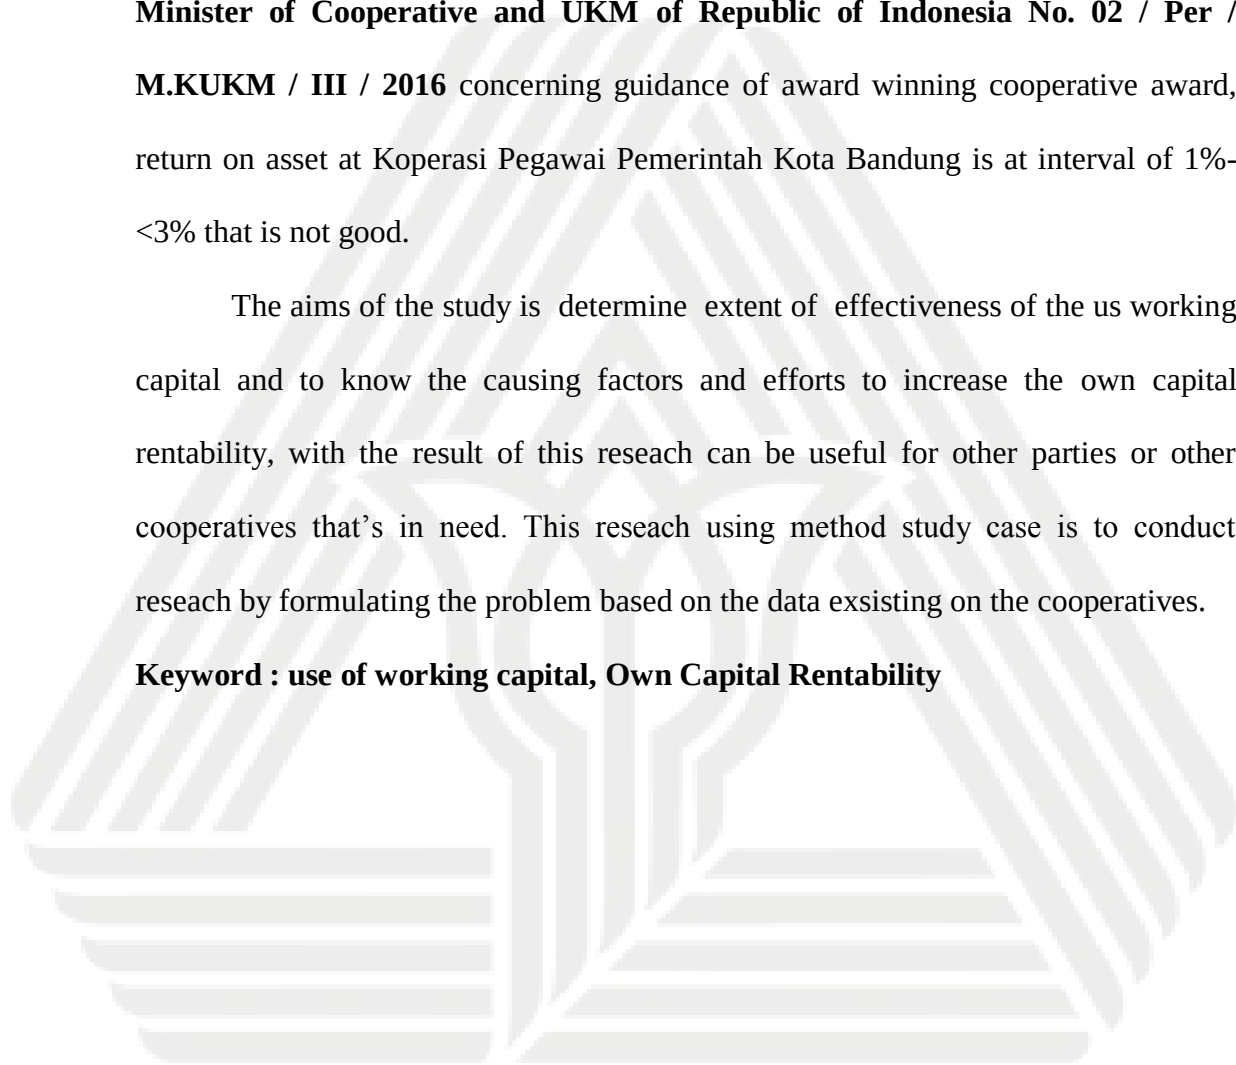 Minister of Cooperative and UKM of Republic of Indonesia No. 02 / Per /
M.KUKM / III / 2016 concerning guidance of award winning cooperative award,
return on asset at Koperasi Pegawai Pemerintah Kota Bandung is at interval of 1%-
<3% that is not good.
The aims of the study is determine extent of effectiveness of the us working
capital and to know the causing factors and efforts to increase the own capital
rentability, with the result of this reseach can be useful for other parties or other
cooperatives that’s in need. This reseach using method study case is to conduct
reseach by formulating the problem based on the data exsisting on the cooperatives.
Keyword : use of working capital, Own Capital Rentability